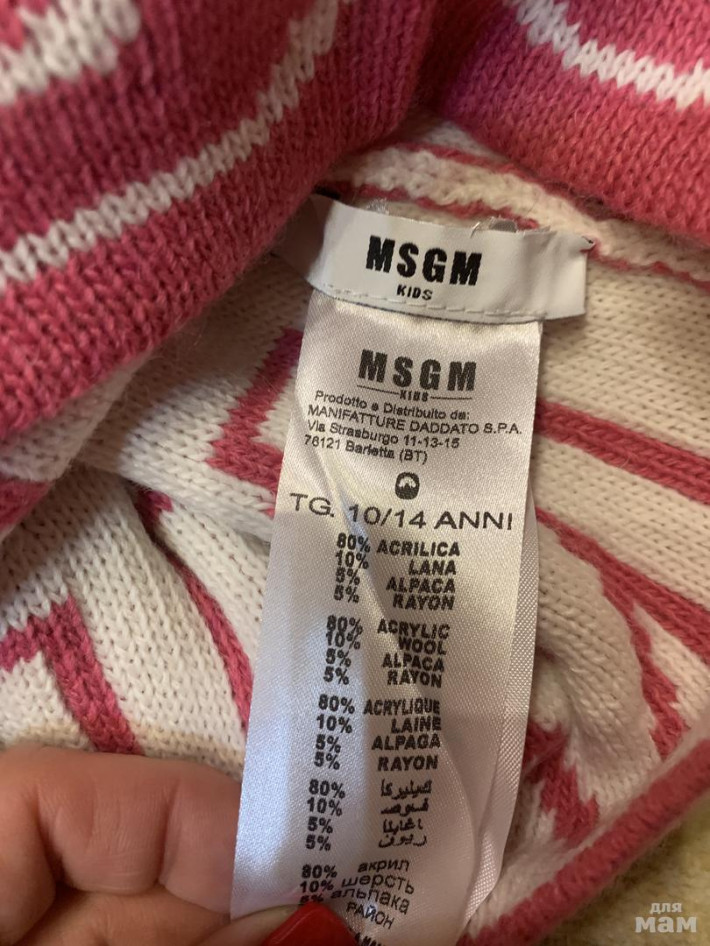 MSGM
KIDS
MSGM
KIDS
Prodotto e Distribuito da:
MANIFATTURE DADDATO S.P.A.
Via Strasburgo 11-13-15
76121 Barletta (BT)
TG. 10/14 ANNI
80% ACRILICA
10% LANA
5% ALPACA
5% RAYON
80% ACRYLIC
10% WOOL
5% ALPACA
5% RAYON
80% ACRYLIQUE
10% LAINE
5% ALPAGA
5% RAYON
80%
10%
5%
5% ريون
80% акрил
10% шерсть
5% альпака
РАЙОН
для
мам